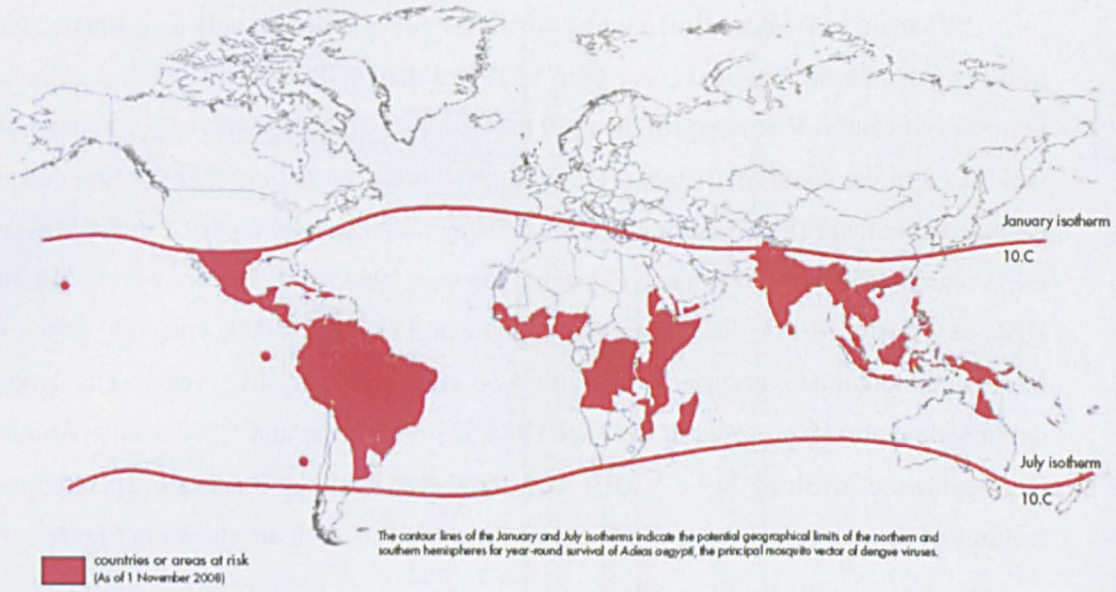 January isotherm
10.C
July isotherm
10.C
The contour lines of the January and July isotherms indicate the potential geographical limits of the northern and
southern hemispheres for year-round survival of Adeas aegypti, the principal mosquito vector of dengue viruses.
countries or areas at risk
(As of 1 November 2008)